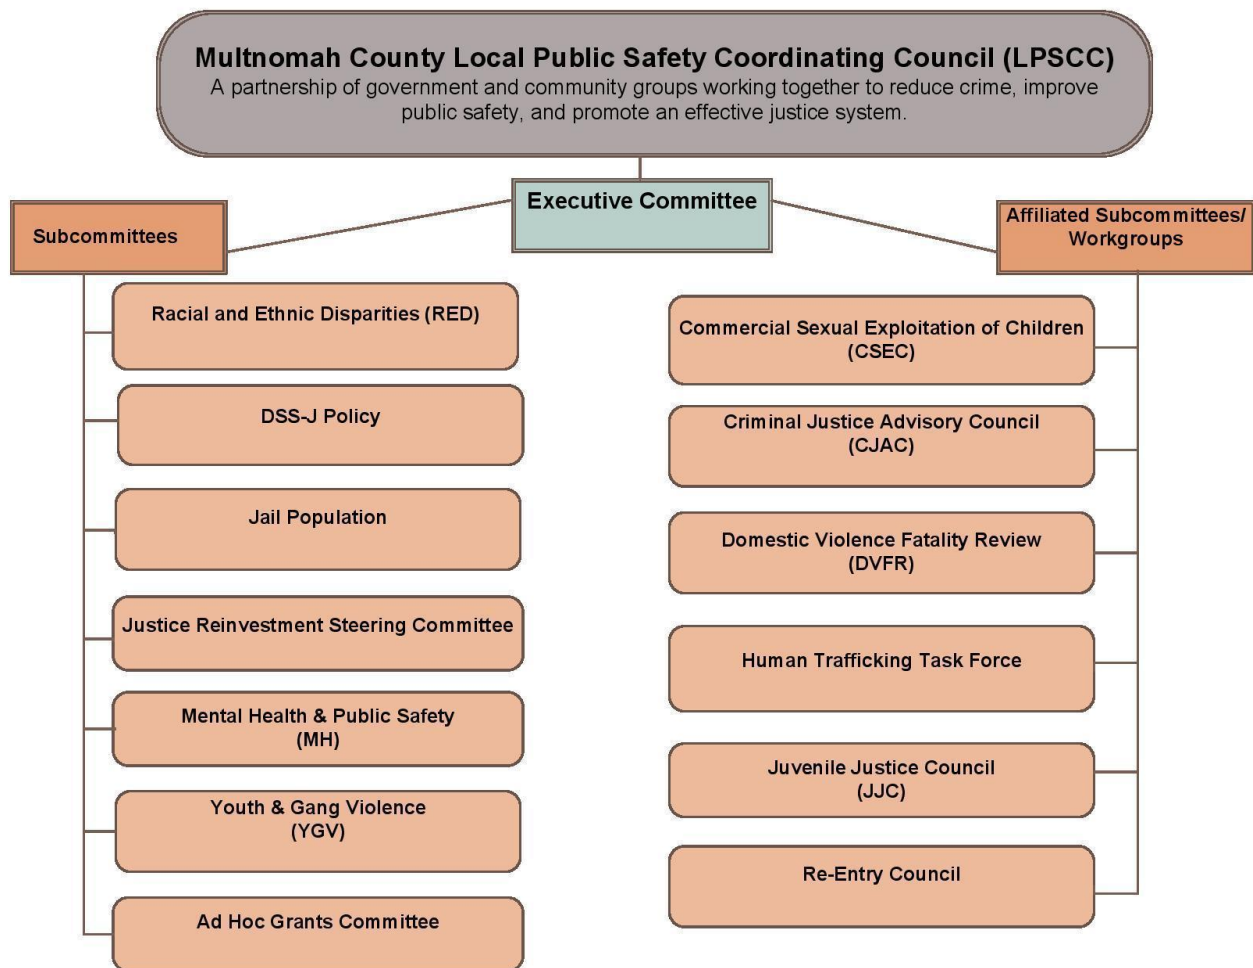 Multnomah County Local Public Safety Coordinating Council (LPSCC)
A partnership of government and community groups working together to reduce crime, improve
public safety, and promote an effective justice system.
Executive Committee
Subcommittees
Racial and Ethnic Disparities (RED)
DSS-J Policy
Jail Population
Justice Reinvestment Steering Committee
Mental Health & Public Safety
(MH)
Youth & Gang Violence
(YGV)
Ad Hoc Grants Committee
Affiliated Subcommittees/
Workgroups
Commercial Sexual Exploitation of Children
(CSEC)
Criminal Justice Advisory Council
(CJAC)
Domestic Violence Fatality Review
(DVFR)
Human Trafficking Task Force
Juvenile Justice Council
(JJC)
Re-Entry Council